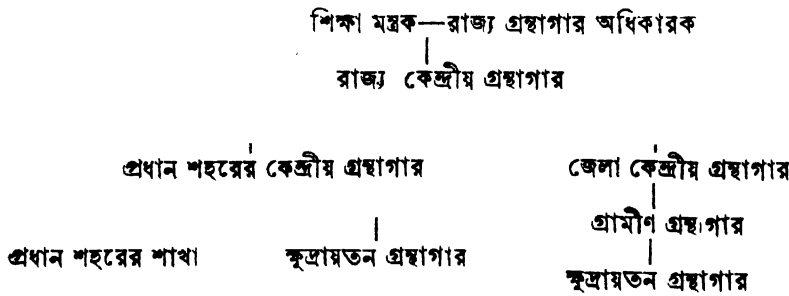 শিক্ষা মন্ত্রক—রাজ্য গ্রন্থাগার অধিকারক
রাজ্য কেন্দ্রীয় গ্রন্থাগার
প্রধান শহরের কেন্দ্রীয় গ্রন্থাগার
জেলা কেন্দ্রীয় গ্রন্থাগার
গ্রামীণ গ্রন্থাগার
প্রধান শহরের শাখা
ক্ষুদ্রায়তন গ্রন্থাগার
ক্ষুদ্রায়তন গ্রন্থাগার